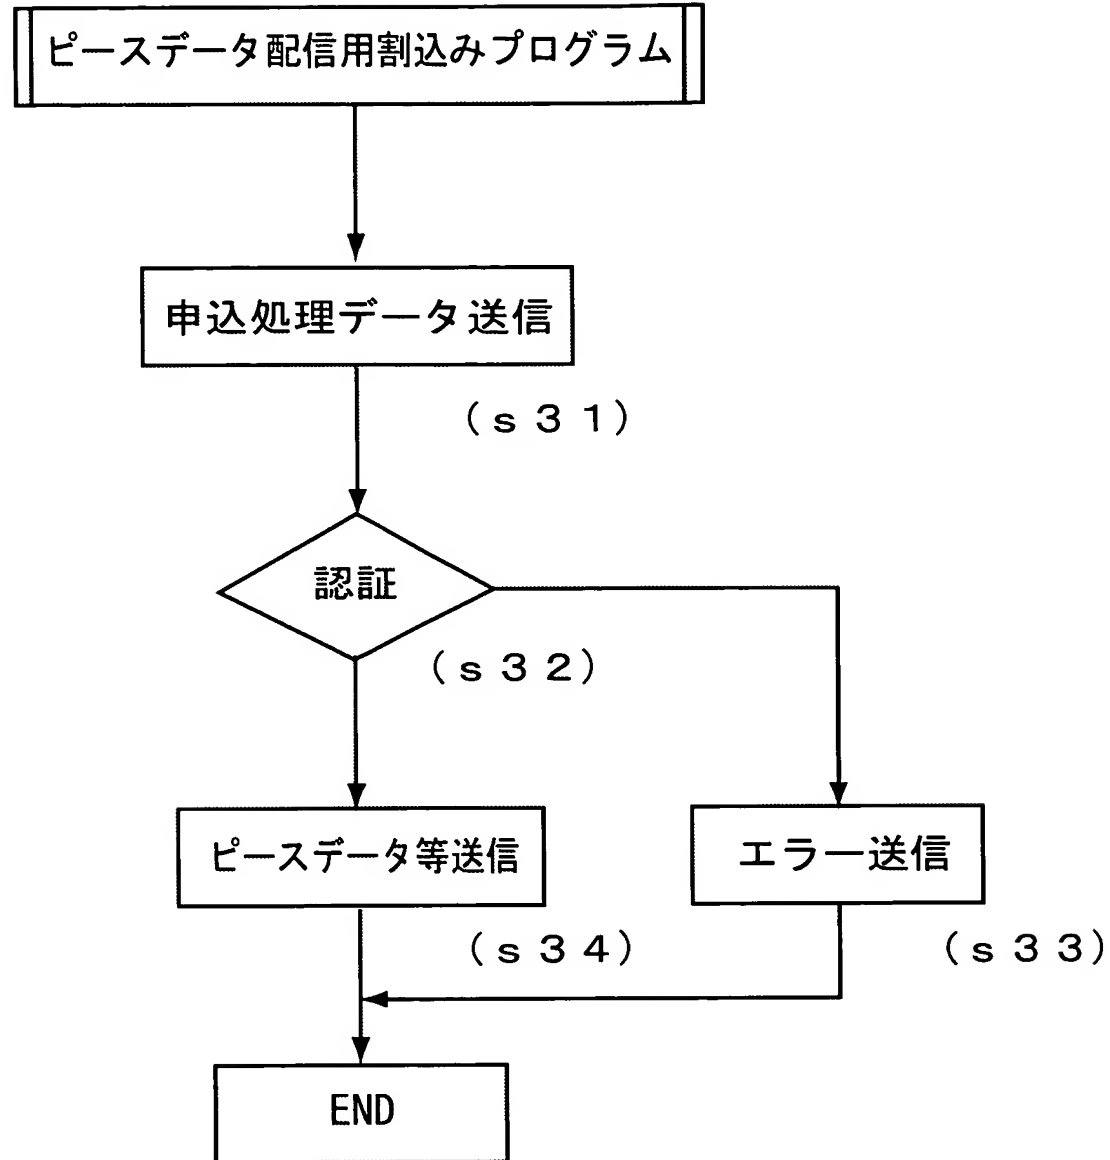 ピースデータ配信用割込みプログラム
申込処理データ送信
(s31)
認証
(s32)
ピースデータ等送信
エラー送信
(s34)
(s33)
END